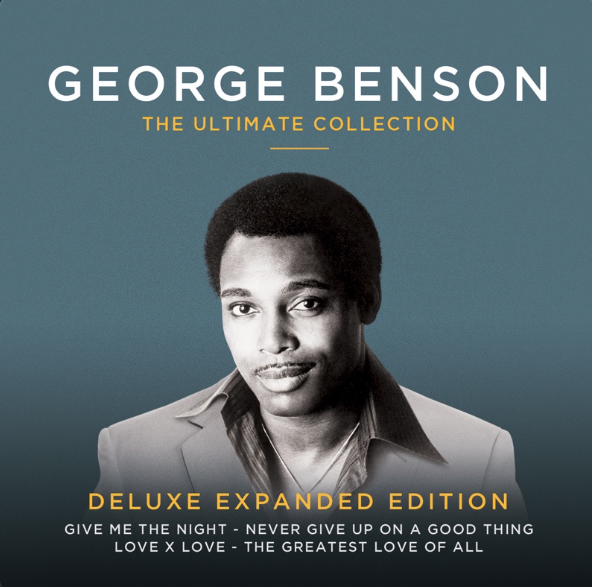 GEORGE BENSON
THE ULTIMATE COLLECTION
DELUXE EXPANDED EDITION
GIVE ME THE NIGHT - NEVER GIVE UP ON A GOOD THING
LOVE X LOVE - THE GREATEST LOVE OF ALL